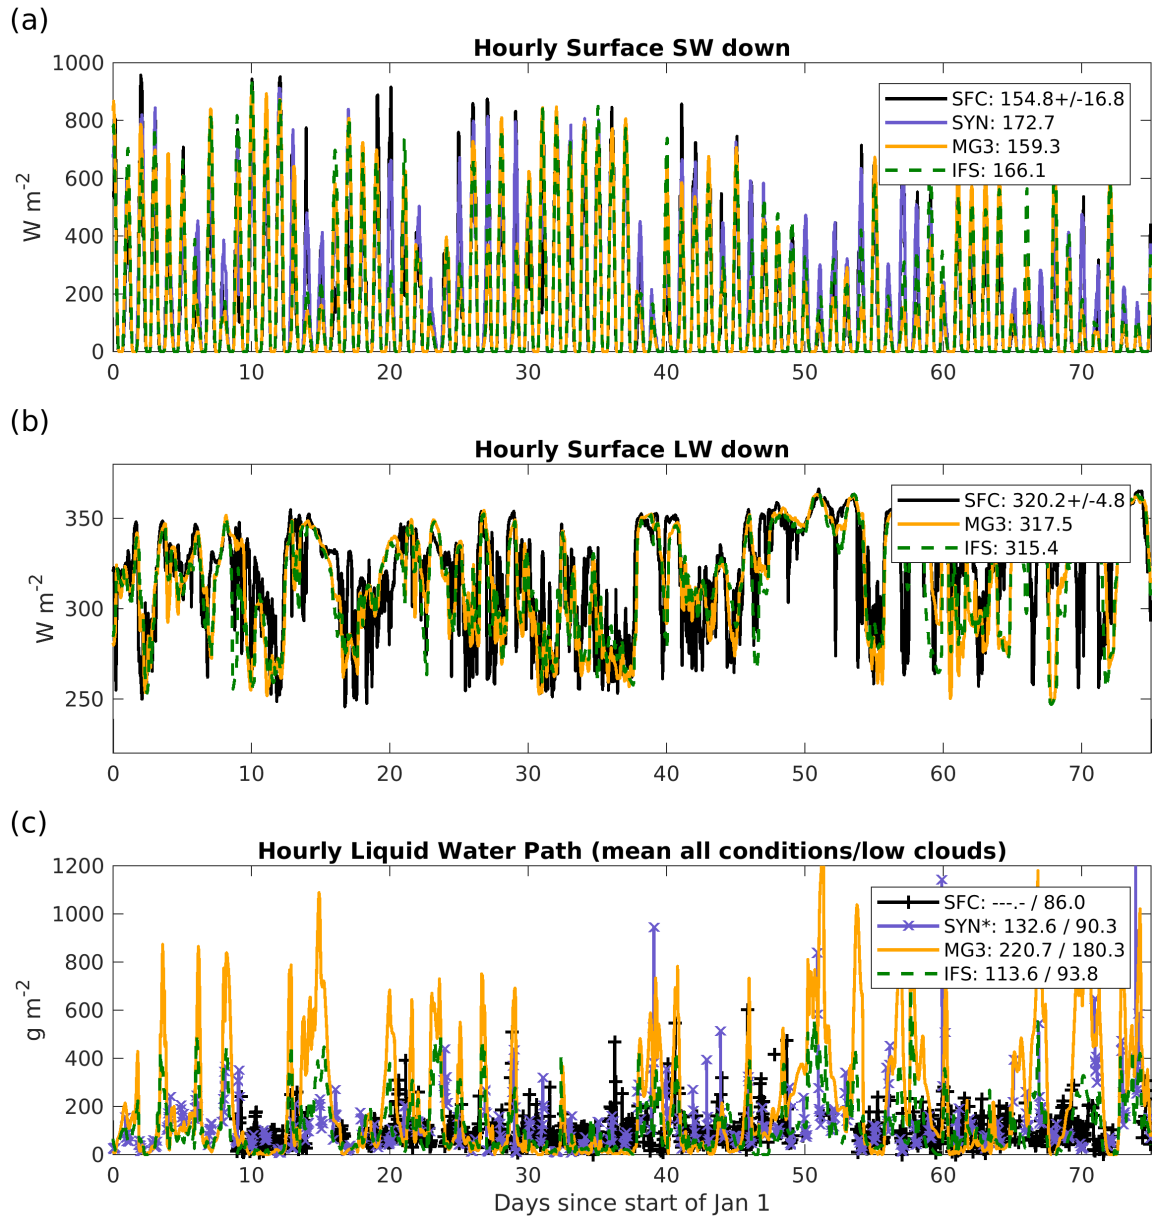 (a)
Hourly Surface SW down
W m-2
1000
800
600
400
200
0
SFC: 154.8+/-16.8
SYN: 172.7
MG3: 159.3
IFS: 166.1
0 10 20 30 40 50 60 70
(b)
Hourly Surface LW down
W m-2
350
300
250
SFC: 320.2+/-4.8
MG3: 317.5
IFS: 315.4
0 10 20 30 40 50 60 70
(c)
Hourly Liquid Water Path (mean all conditions/low clouds)
g m-2
1200
1000
800
600
400
200
0
SFC: ---.- / 86.0
SYN*: 132.6 / 90.3
MG3: 220.7 / 180.3
IFS: 113.6 / 93.8
0 10 20 30 40 50 60 70
Days since start of Jan 1